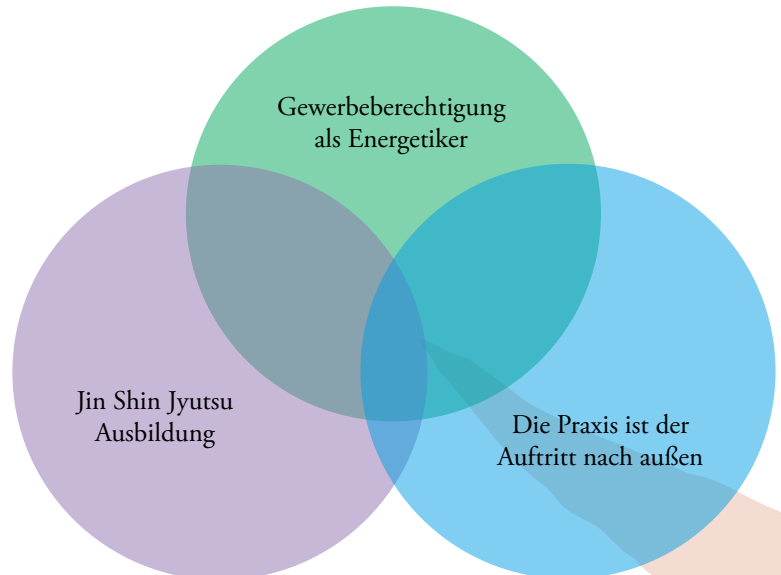 Gewerbeberechtigung
als Energetiker
Jin Shin Jyutsu
Ausbildung
Die Praxis ist der
Auftritt nach außen